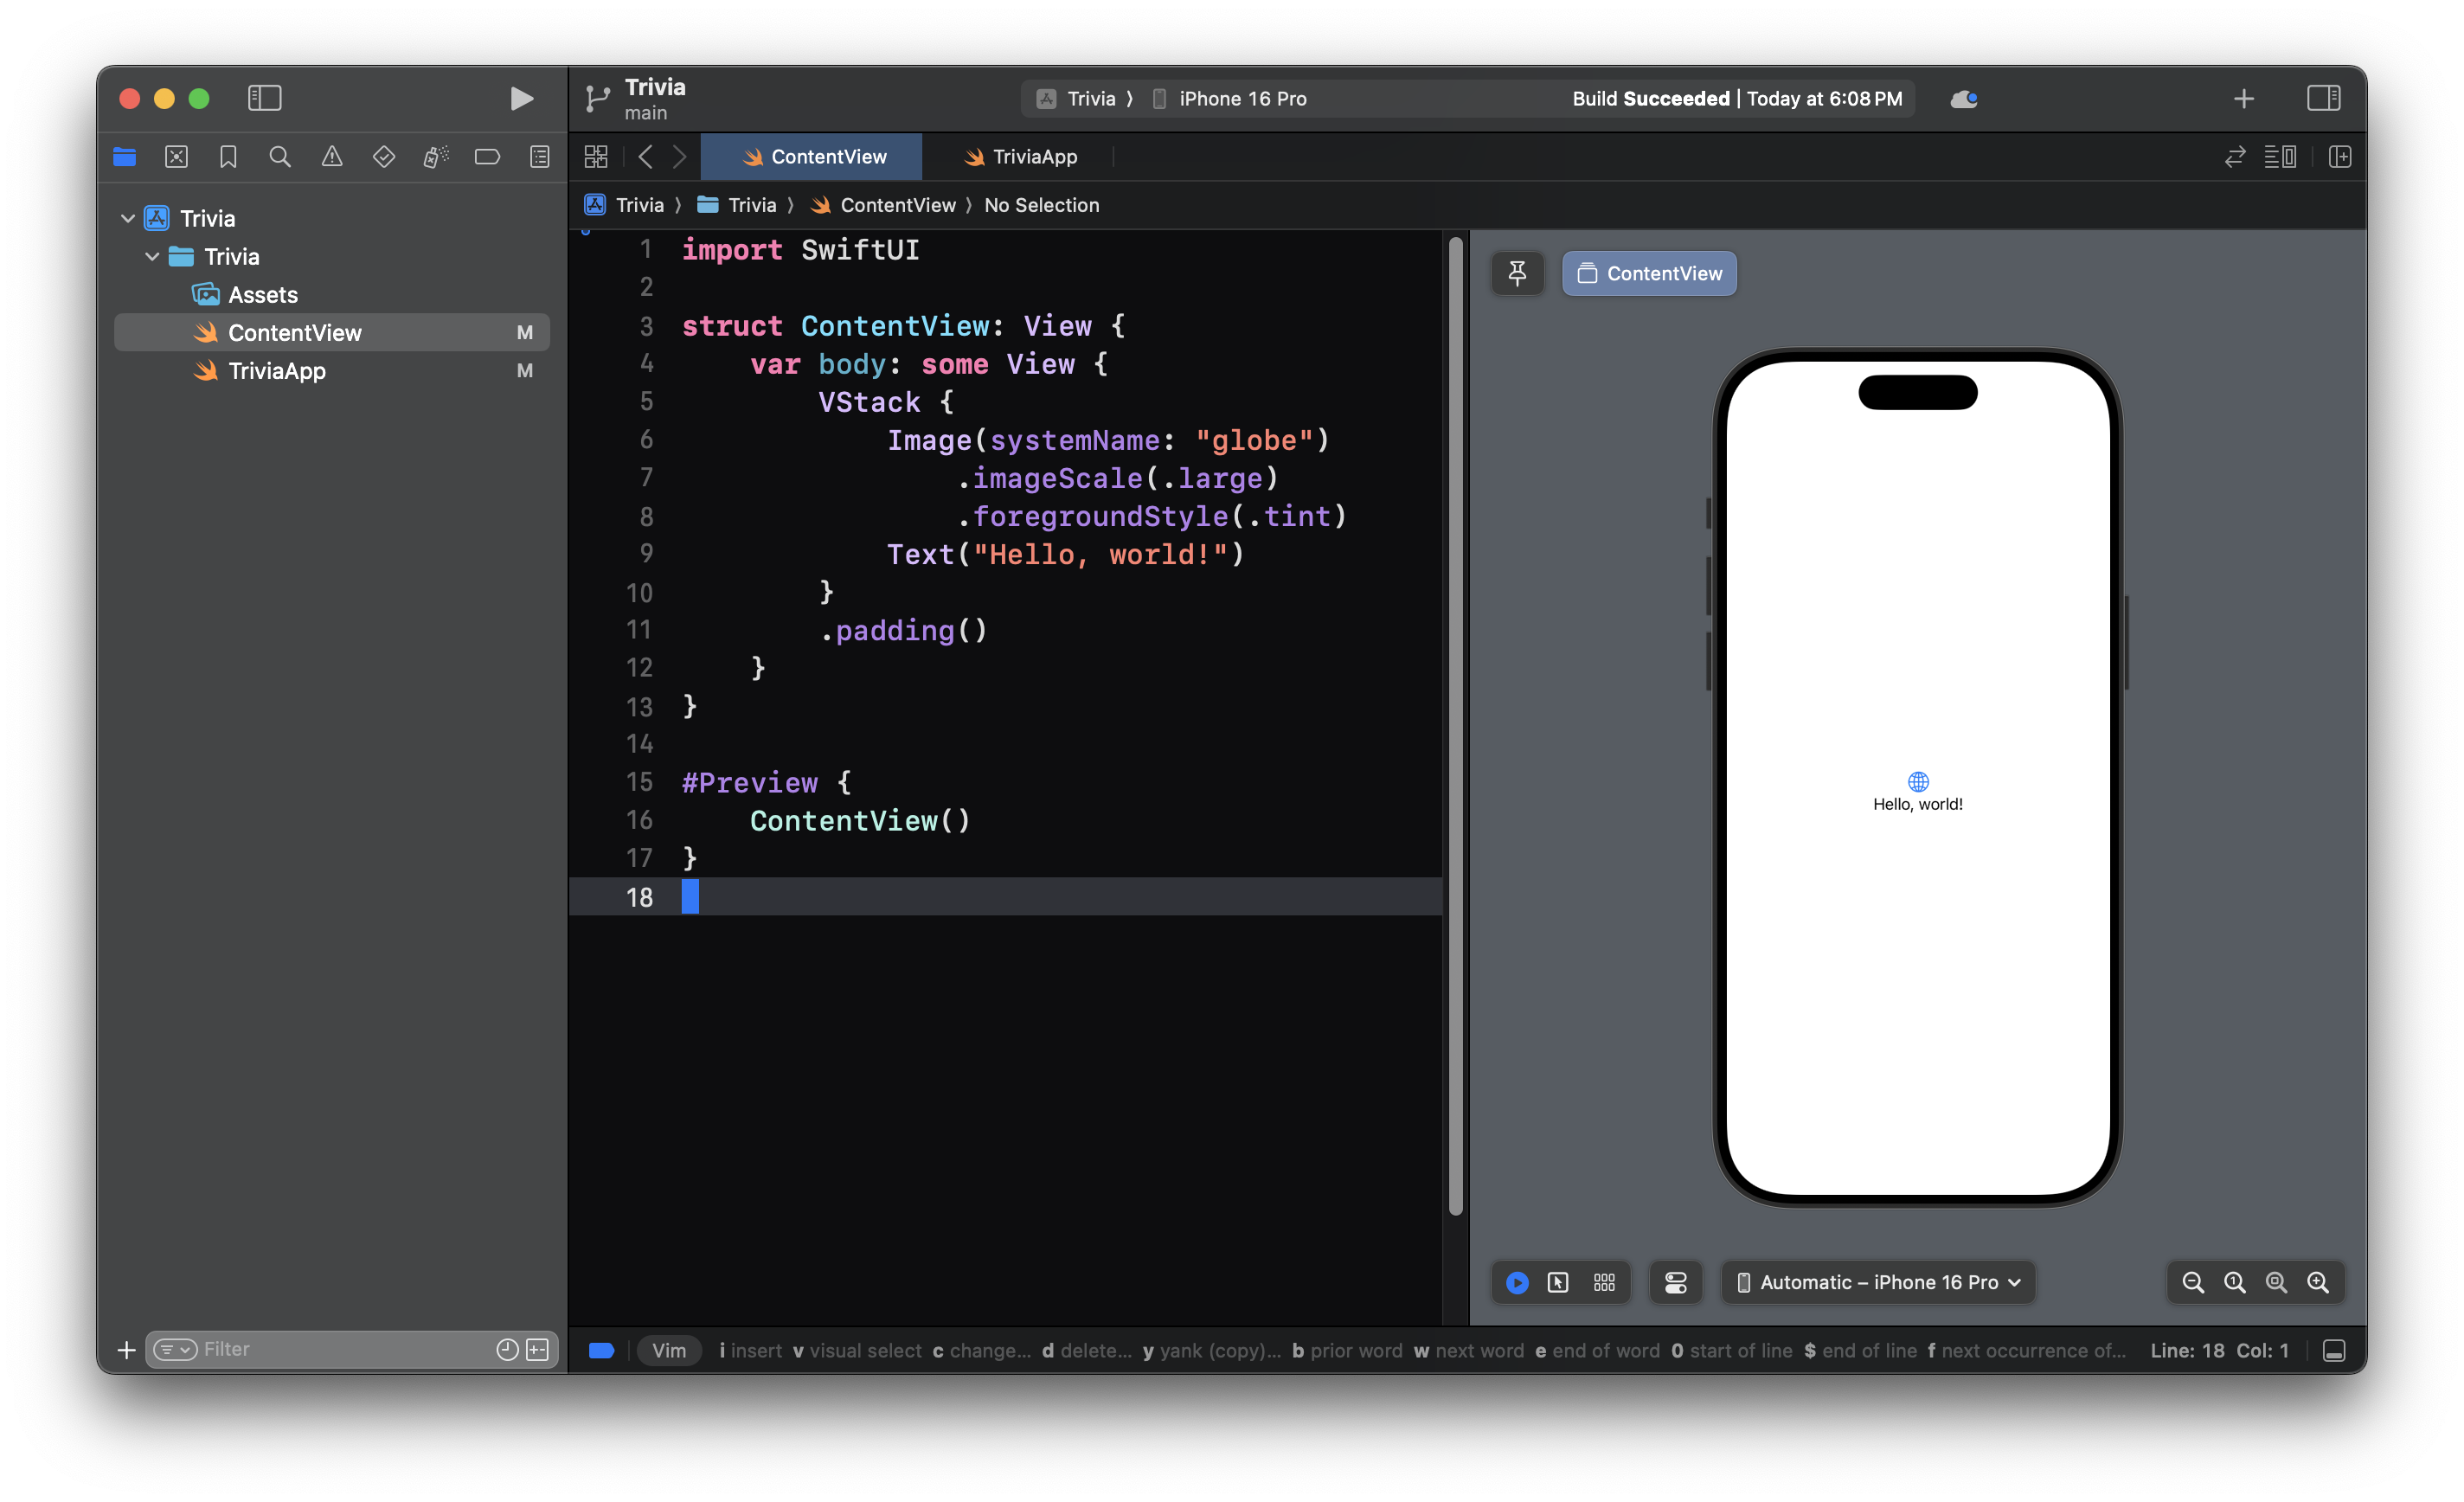 Trivia
main
Trivia 〉 iPhone 16 Pro
Build Succeeded | Today at 6:08 PM
ContentView
TriviaApp
Trivia 〉 Trivia 〉 ContentView 〉 No Selection
Trivia
Trivia
Assets
ContentView M
TriviaApp M
1 import SwiftUI
2
3 struct ContentView: View {
4     var body: some View {
5         VStack {
6             Image(systemName: "globe")
7                 .imageScale(.large)
8                 .foregroundStyle(.tint)
9             Text("Hello, world!")
10         }
11         .padding()
12     }
13 }
14
15 #Preview {
16     ContentView()
17 }
18
ContentView
Hello, world!
Automatic – iPhone 16 Pro
Filter
Vim i insert v visual select c change... d delete... y yank (copy)... b prior word w next word e end of word 0 start of line $ end of line f next occurrence of... Line: 18 Col: 1